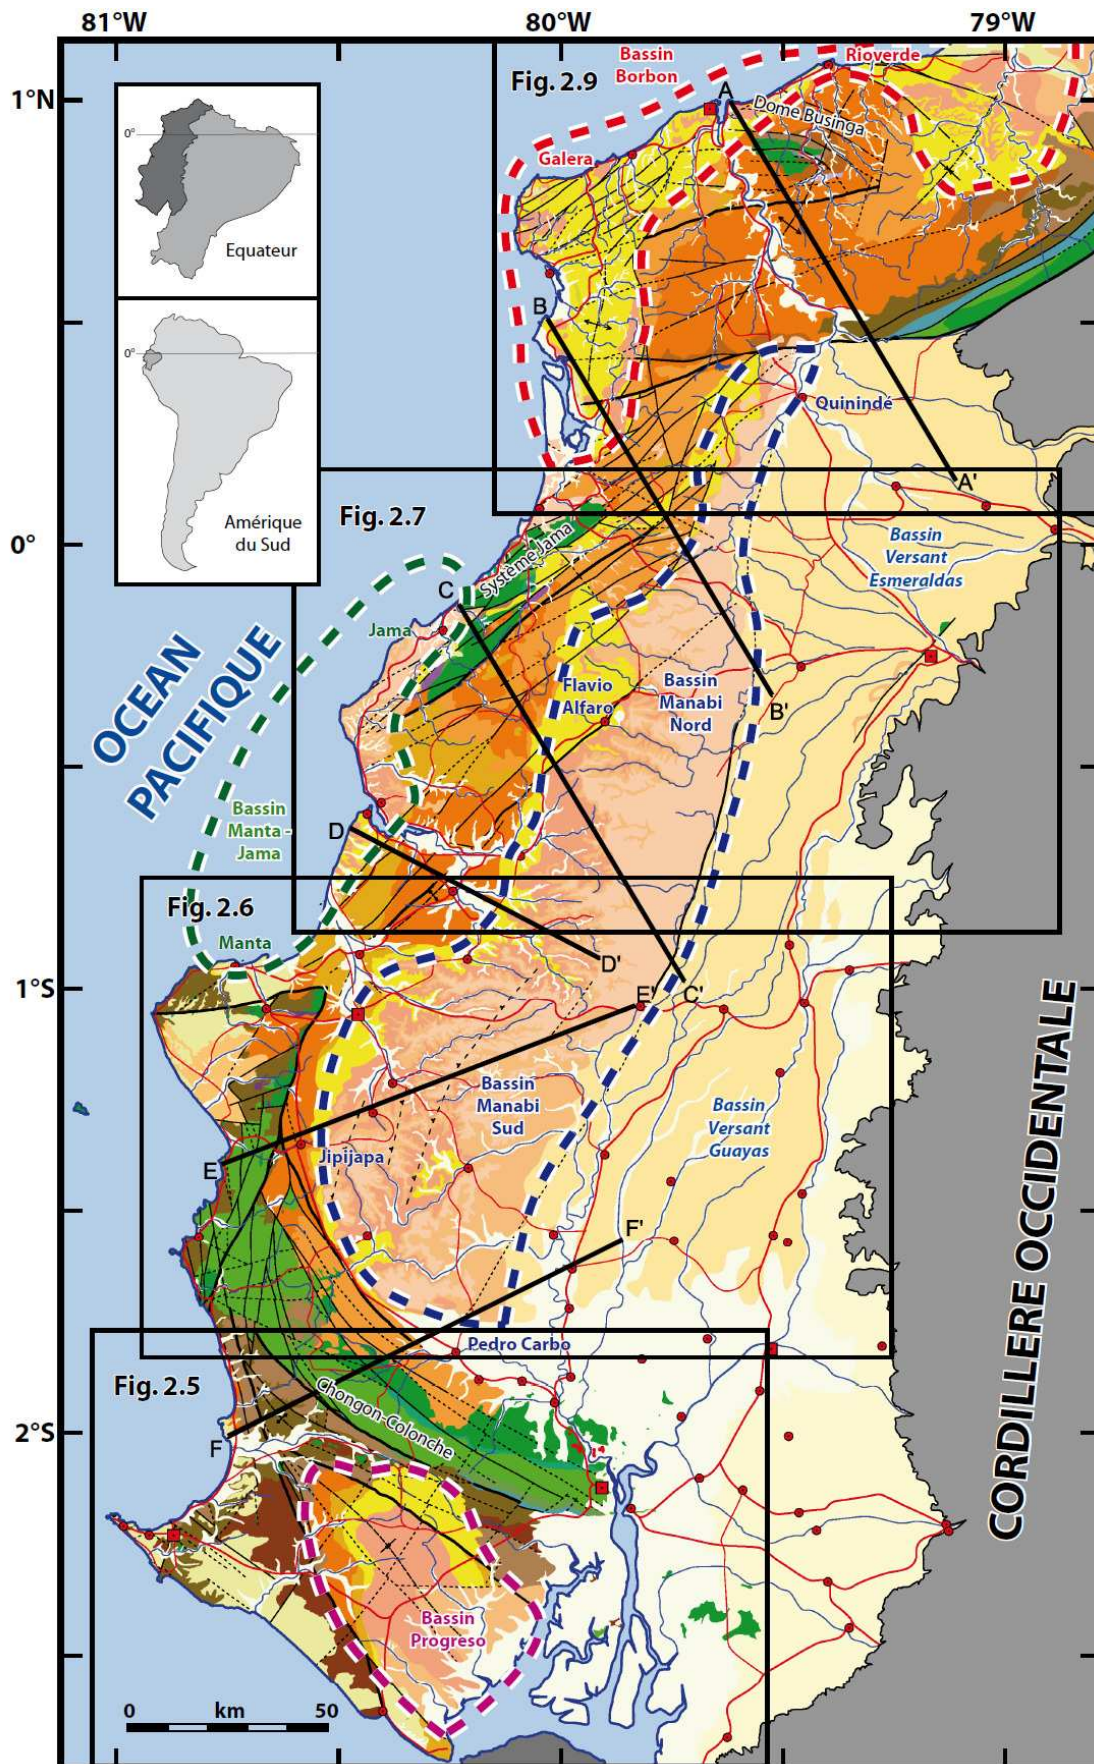 81°W
80°W
79°W
Bassin
Borbon
Rioverde
Fig. 2.9
1°N
A
Dome Businga
0°
Galera
Equateur
B
0°
Quinindé
A'
Fig. 2.7
Amérique
du Sud
0°
Système Jama
Bassin
Versant
Esmeraldas
C
Jama
OCEAN
PACIFIQUE
Flavio
Alfaro
Bassin
Manabi
Nord
B'
Bassin
Manta -
Jama
D
Fig. 2.6
Manta
D'
1°S
E'
C'
CORDILLERE OCCIDENTALE
Bassin
Manabi
Sud
Bassin
Versant
Guayas
Jipijapa
E
F'
Pedro Carbo
Fig. 2.5
Chongon-Colonche
2°S
F
Bassin
Progreso
0
km
50